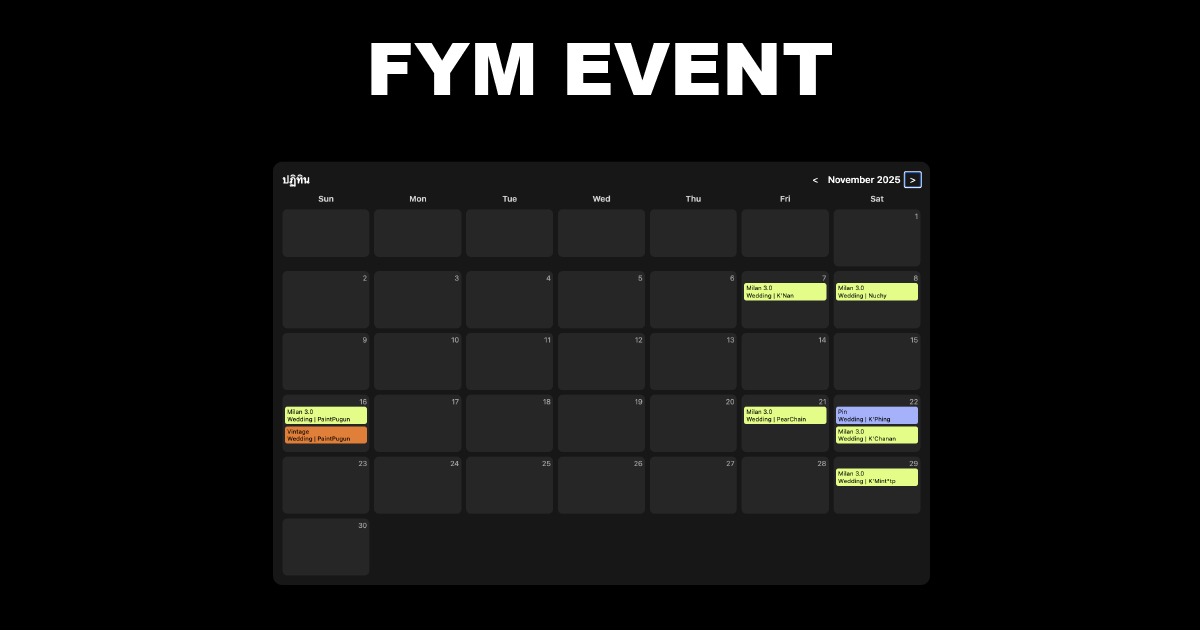 FYM EVENT
ปฏิทิน
< November 2025 >
Sun Mon Tue Wed Thu Fri Sat
1
2 3 4 5 6 7 8
Milan 3.0 Milan 3.0
Wedding | K'Nan Wedding | Nuchy
9 10 11 12 13 14 15
16 17 18 19 20 21 22
Milan 3.0 Milan 3.0 Pin
Wedding | PaintPugun Wedding | PearChain Wedding | K'Phing
Vintage Milan 3.0
Wedding | PaintPugun Wedding | K'Chanan
23 24 25 26 27 28 29
Milan 3.0
Wedding | K'Mint*tp
30